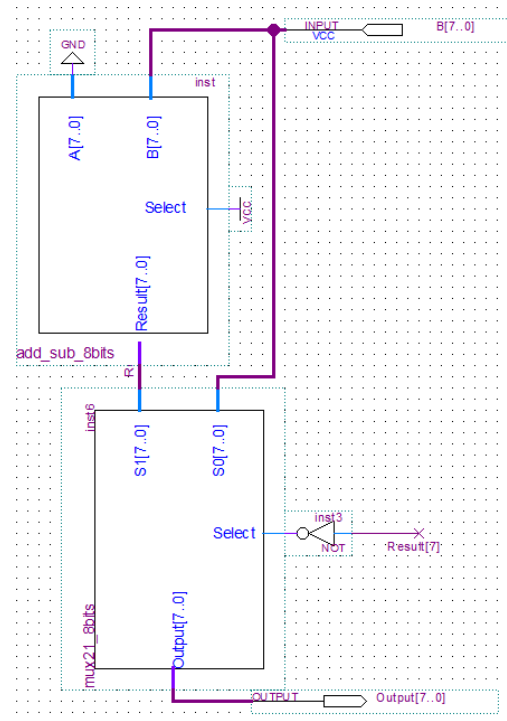 INPUT
VCC
B[7..0]
GND
inst
A[7..0]
B[7..0]
Select
VCC
Result[7..0]
add_sub_8bits
R
inst6
S1[7..0]
S0[7..0]
Select
inst3
NOT
Result[7]
mux21_8bits
Output[7..0]
OUTPUT
Output[7..0]